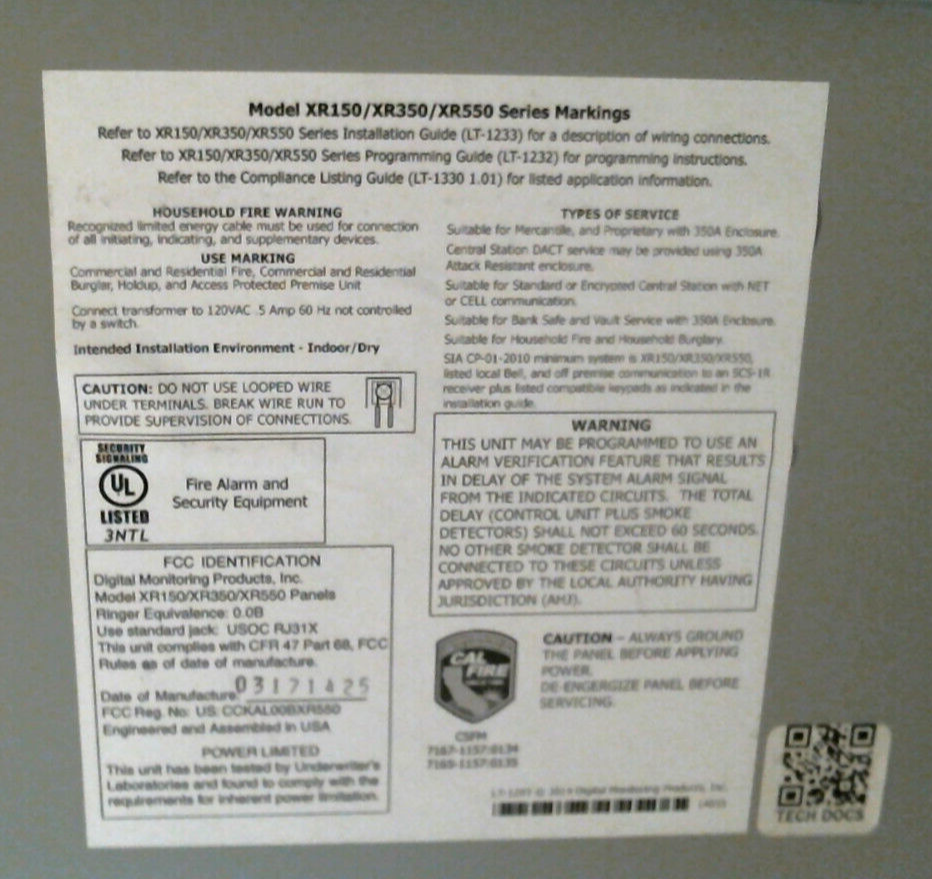 Model XR150/XR350/XR550 Series Markings
Refer to XR150/XR350/XR550 Series Installation Guide (LT-1233) for a description of wiring connections.
Refer to XR150/XR350/XR550 Series Programming Guide (LT-1232) for programming instructions.
Refer to the Compliance Listing Guide (LT-1330 1.01) for listed application information.
HOUSEHOLD FIRE WARNING
Recognized limited energy cable must be used for connection
of all initiating, indicating, and supplementary devices.
USE MARKING
Commercial and Residential Fire, Commercial and Residential
Burglar, Holdup, and Access Protected Premise Unit
Connect transformer to 120VAC .5 Amp 60 Hz not controlled
by a switch.
Intended Installation Environment - Indoor/Dry
CAUTION: DO NOT USE LOOPED WIRE
UNDER TERMINALS. BREAK WIRE RUN TO
PROVIDE SUPERVISION OF CONNECTIONS.
SECURITY
SIGNALING
UL
LISTED
3NTL
Fire Alarm and
Security Equipment
FCC IDENTIFICATION
Digital Monitoring Products, Inc.
Model XR150/XR350/XR550 Panels
Ringer Equivalence: 0.0B
Use standard jack: USOC RJ31X
This unit complies with CFR 47 Part 68, FCC
Rules as of date of manufacture.
Date of Manufacture 03171425
FCC Reg. No: US: CCKAL00BXR550
Engineered and Assembled in USA
POWER LIMITED
This unit has been tested by Underwriter's
Laboratories and found to comply with the
requirements for inherent power limitation.
TYPES OF SERVICE
Suitable for Mercantile, and Proprietary with 350A Enclosure.
Central Station DACT service may be provided using 350A
Attack Resistant enclosure.
Suitable for Standard or Encrypted Central Station with NET
or CELL communication.
Suitable for Bank Safe and Vault Service with 350A Enclosure.
Suitable for Household Fire and Household Burglary.
SIA CP-01-2010 minimum system is XR150/XR350/XR550,
listed local Bell, and off premise communication to an SCS-1R
receiver plus listed compatible keypads as indicated in the
installation guide.
WARNING
THIS UNIT MAY BE PROGRAMMED TO USE AN
ALARM VERIFICATION FEATURE THAT RESULTS
IN DELAY OF THE SYSTEM ALARM SIGNAL
FROM THE INDICATED CIRCUITS. THE TOTAL
DELAY (CONTROL UNIT PLUS SMOKE
DETECTORS) SHALL NOT EXCEED 60 SECONDS.
NO OTHER SMOKE DETECTOR SHALL BE
CONNECTED TO THESE CIRCUITS UNLESS
APPROVED BY THE LOCAL AUTHORITY HAVING
JURISDICTION (AHJ).
CAL
FIRE
CSFM
7167-1157:0134
7165-1157:0135
CAUTION – ALWAYS GROUND
THE PANEL BEFORE APPLYING
POWER.
DE-ENGERGIZE PANEL BEFORE
SERVICING.
Digital Monitoring Products, Inc.
TECH DOCS